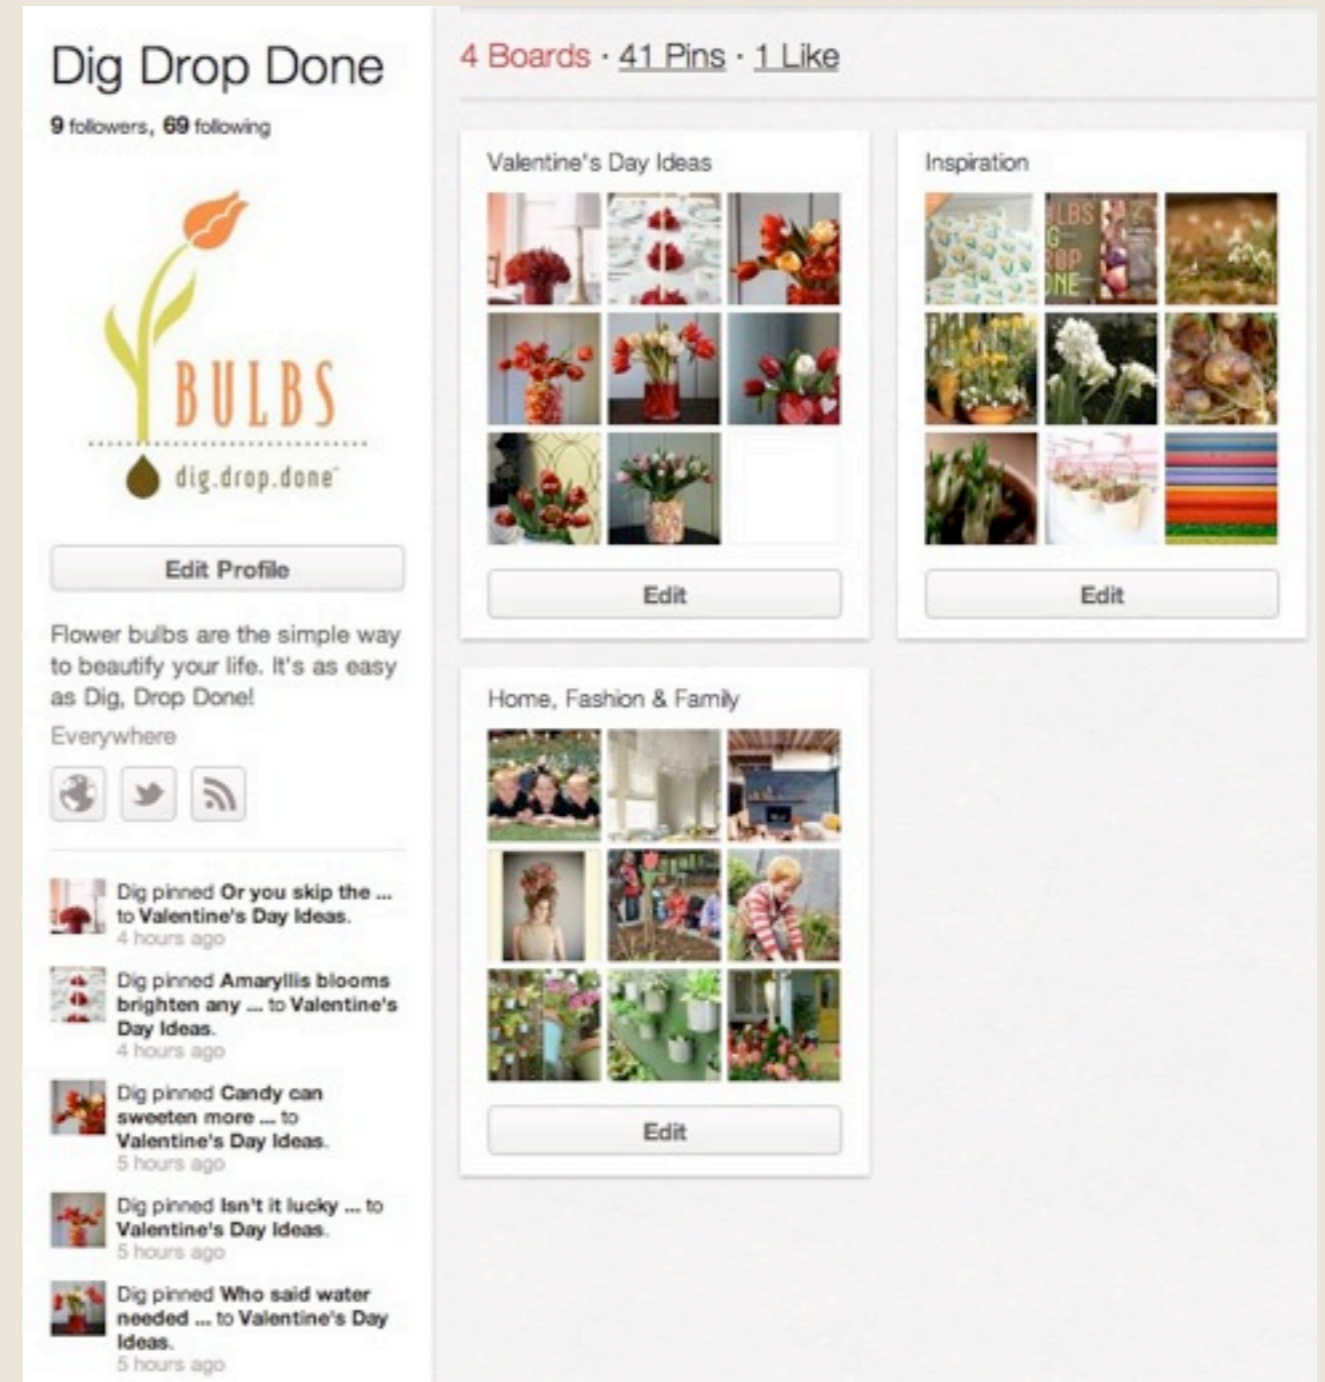 Dig Drop Done
9 followers, 69 following
BULBS
dig.drop.done™
Edit Profile
Flower bulbs are the simple way
to beautify your life. It's as easy
as Dig, Drop Done!
Everywhere
Dig pinned Or you skip the ...
to Valentine's Day Ideas.
4 hours ago
Dig pinned Amaryllis blooms
brighten any ... to Valentine's
Day Ideas.
4 hours ago
Dig pinned Candy can
sweeten more ... to
Valentine's Day Ideas.
5 hours ago
Dig pinned Isn't it lucky ... to
Valentine's Day Ideas.
5 hours ago
Dig pinned Who said water
needed ... to Valentine's Day
Ideas.
5 hours ago
4 Boards · 41 Pins · 1 Like
Valentine's Day Ideas
Edit
Inspiration
ULBS
G
ROP
ONE
Edit
Home, Fashion & Family
Edit